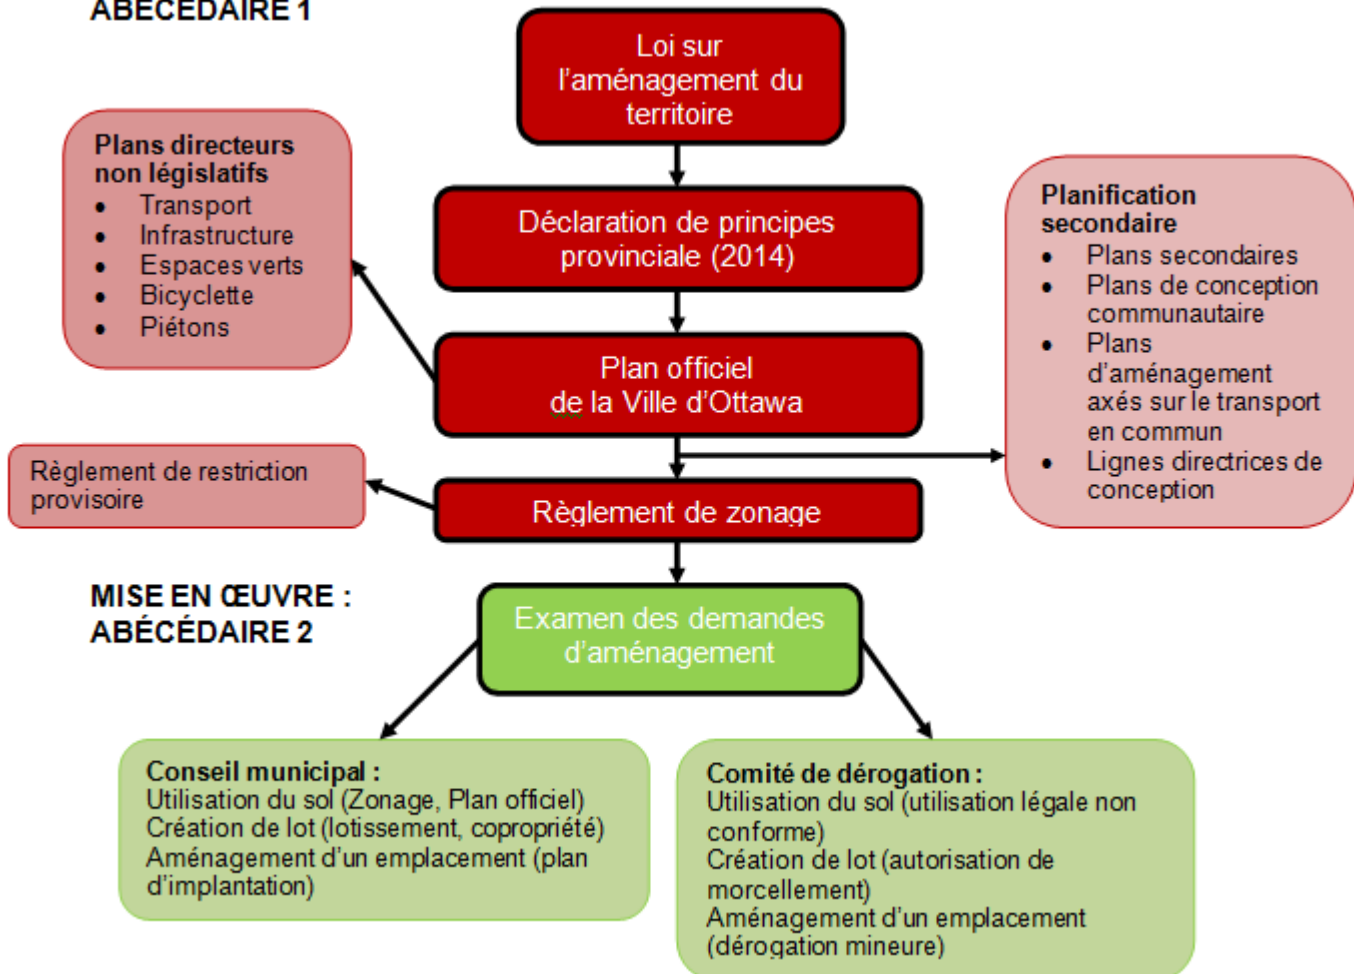 ABÉCÉDAIRE 1
Loi sur
l’aménagement du
territoire
Plans directeurs
non législatifs
• Transport
• Infrastructure
• Espaces verts
• Bicyclette
• Piétons
Déclaration de principes
provinciale (2014)
Planification
secondaire
• Plans secondaires
• Plans de conception
communautaire
• Plans
d’aménagement
axés sur le transport
en commun
• Lignes directrices de
conception
Plan officiel
de la Ville d’Ottawa
Règlement de restriction
provisoire
Règlement de zonage
MISE EN ŒUVRE :
ABÉCÉDAIRE 2
Examen des demandes
d’aménagement
Conseil municipal :
Utilisation du sol (Zonage, Plan officiel)
Création de lot (lotissement, copropriété)
Aménagement d’un emplacement (plan
d’implantation)
Comité de dérogation :
Utilisation du sol (utilisation légale non
conforme)
Création de lot (autorisation de
morcellement)
Aménagement d’un emplacement
(dérogation mineure)